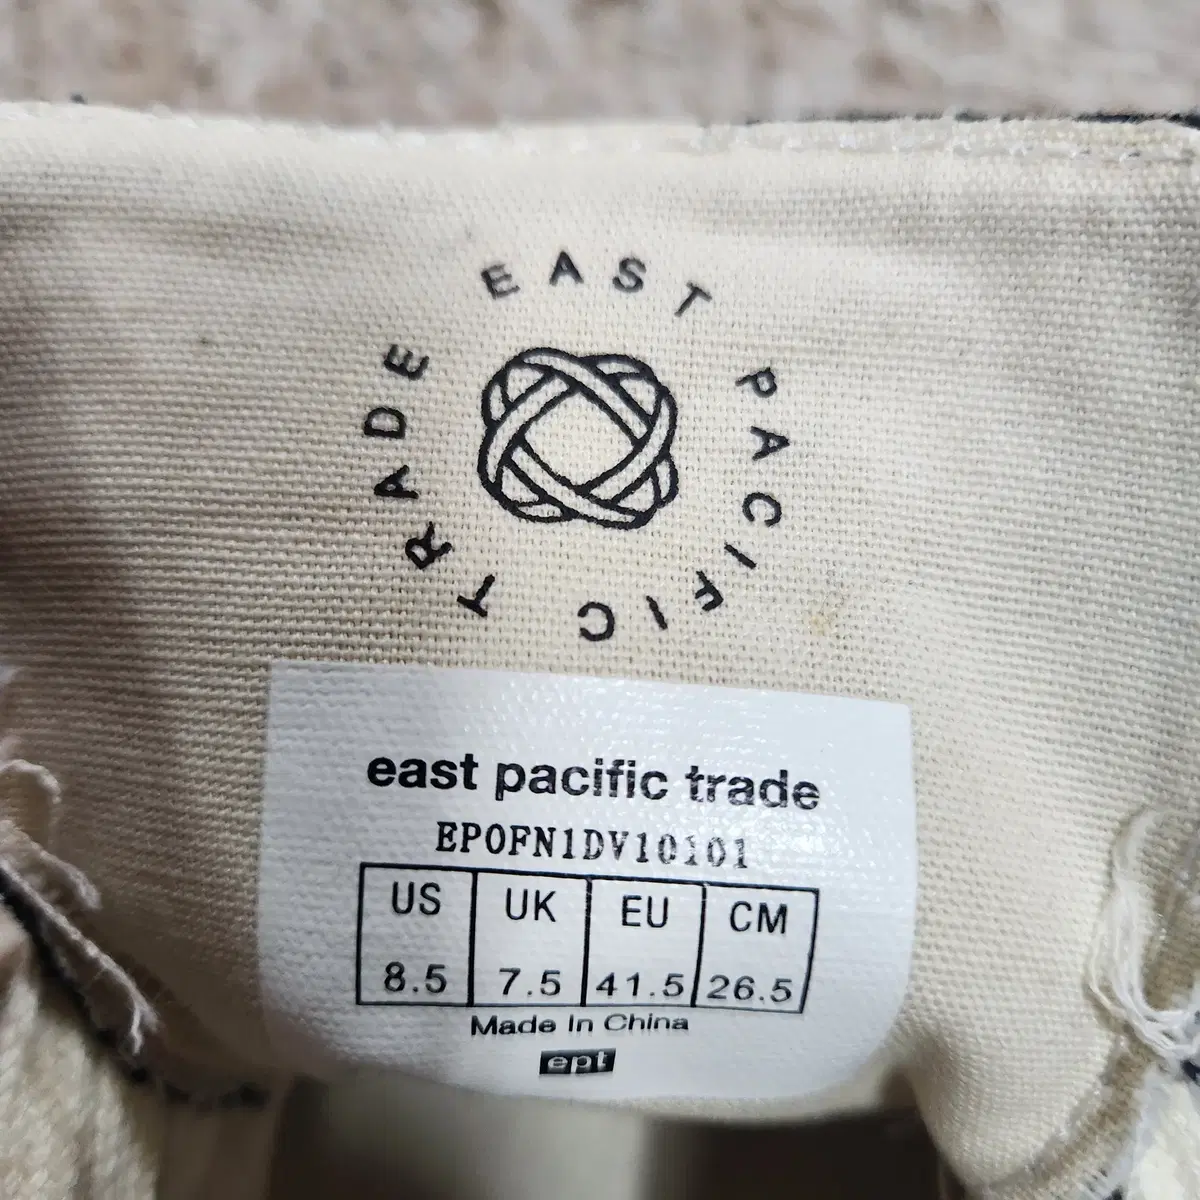 EAST PACIFIC TRADE
east pacific trade
EP0FN1DV10101
US UK EU CM
8.5 7.5 41.5 26.5
Made In China
ept